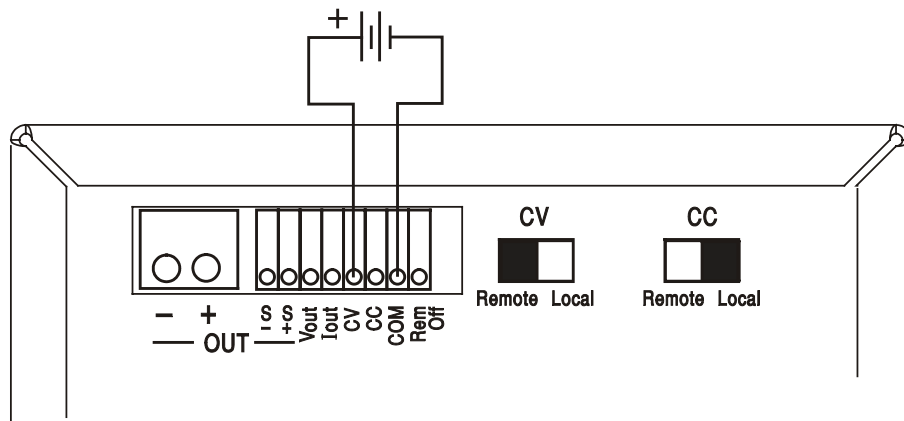 +
CV CC
Remote Local Remote Local
- +
OUT
S -
S +
Vout
Iout
CV
CC
COM
Rem Off